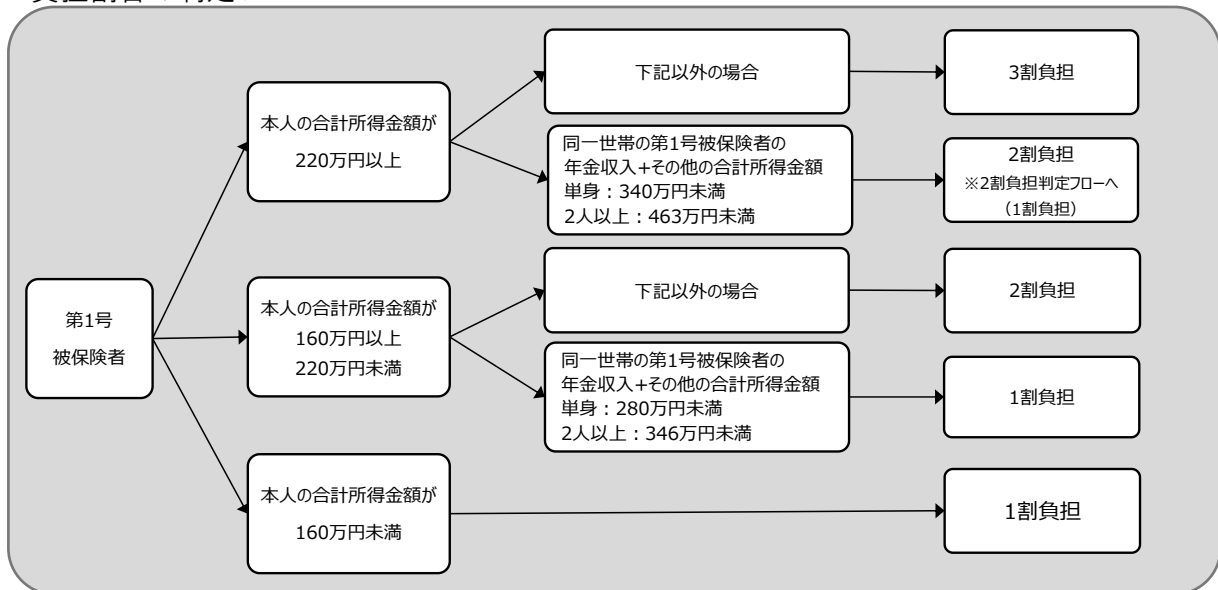 第1号
被保険者
本人の合計所得金額が
220万円以上
下記以外の場合
3割負担
同一世帯の第1号被保険者の
年金収入+その他の合計所得金額
単身：340万円未満
2人以上：463万円未満
2割負担
※2割負担判定フローへ
（1割負担）
本人の合計所得金額が
160万円以上
220万円未満
下記以外の場合
2割負担
同一世帯の第1号被保険者の
年金収入+その他の合計所得金額
単身：280万円未満
2人以上：346万円未満
1割負担
本人の合計所得金額が
160万円未満
1割負担